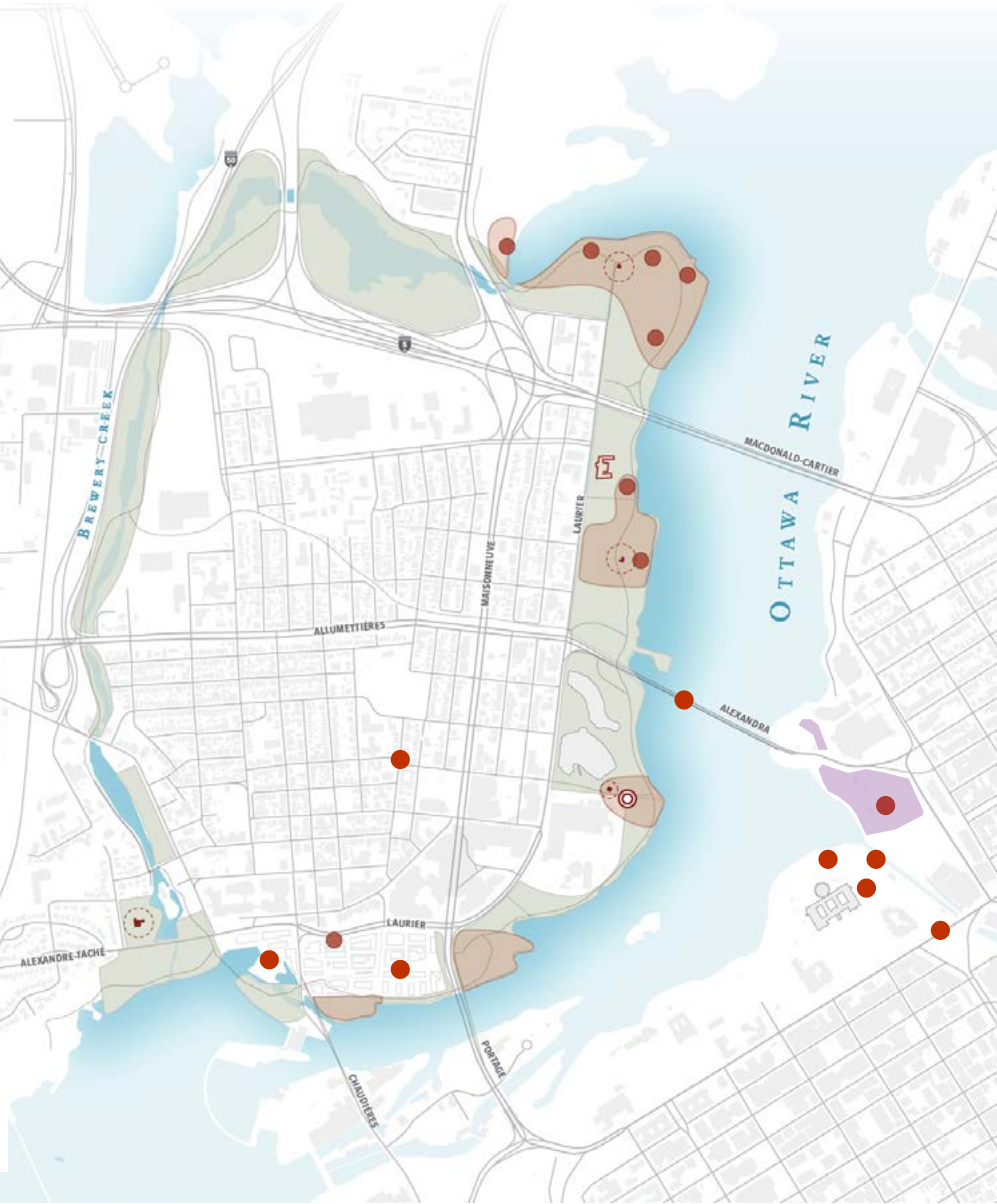 50
5
BREWERY CREEK
OTTAWA RIVER
MACDONALD-CARTIER
LAURIER
MAISONNEUVE
ALLUMETTIÈRES
ALEXANDRA
LAURIER
ALEXANDRE-TACHÉ
PORTAGE
CHAUDIÈRES